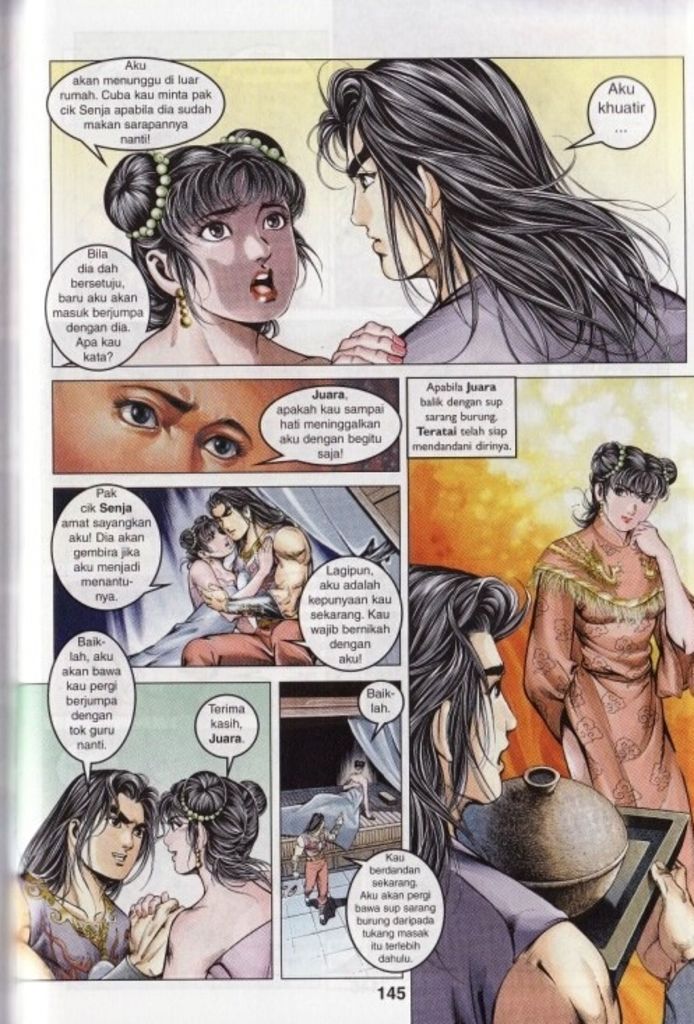 Aku
akan menunggu di luar
rumah. Cuba kau minta pak
cik Senja apabila dia sudah
makan sarapannya
nanti!
Aku
khuatir
...
Bila
dia dah
bersetuju,
baru aku akan
masuk berjumpa
dengan dia.
Apa kau
kata?
Juara,
apakah kau sampai
hati meninggalkan
aku dengan begitu
saja!
Pak
cik Senja
amat sayangkan
aku! Dia akan
gembira jika
aku menjadi
menantu-
nya.
Lagipun,
aku adalah
kepunyaan kau
sekarang. Kau
wajib bernikah
dengan
aku!
Baik-
lah, aku
akan bawa
kau pergi
berjumpa
dengan
tok guru
nanti.
Terima
kasih,
Juara.
Baik-
lah.
Kau
berdandan
sekarang.
Aku akan pergi
bawa sup sarang
burung daripada
tukang masak
itu terlebih
dahulu.
Apabila Juara
balik dengan sup
sarang burung,
Teratai telah siap
mendandani dirinya.
145